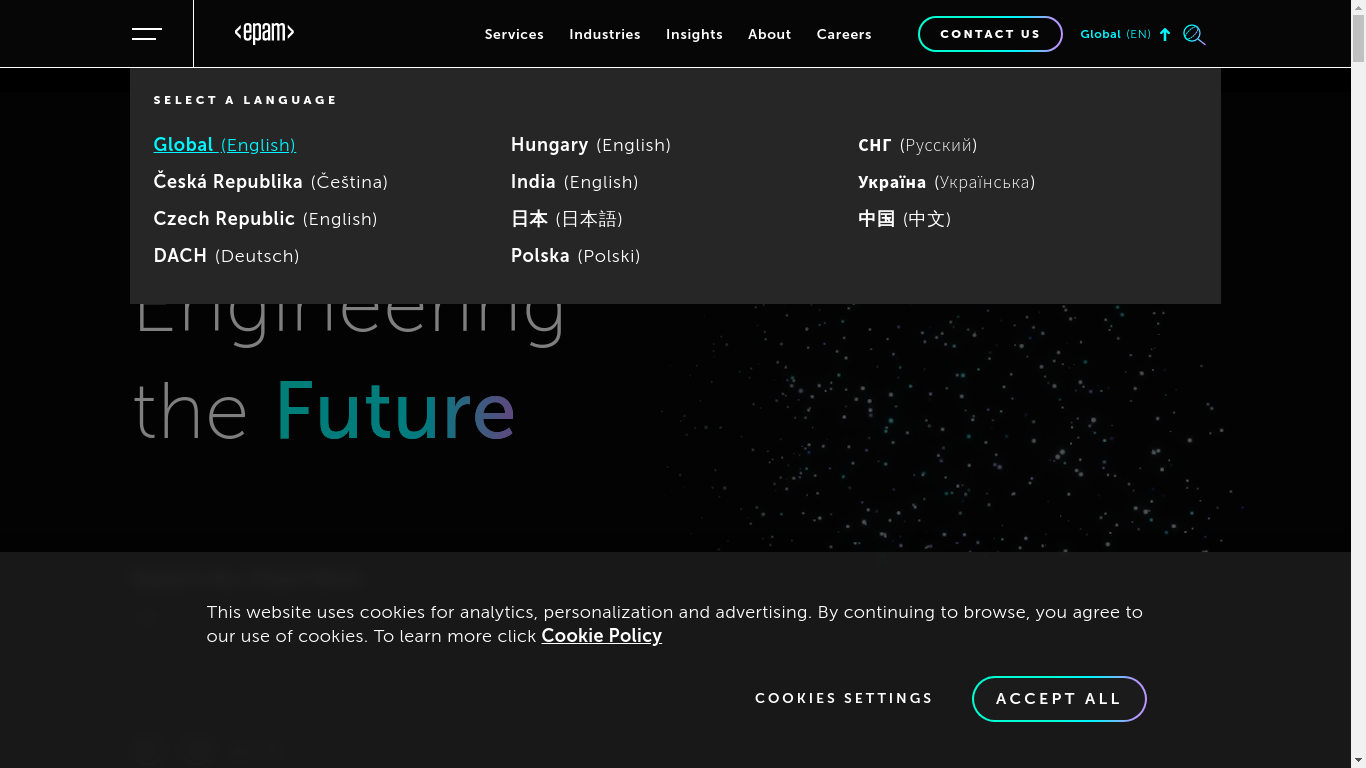 <epam>
Services Industries Insights About Careers CONTACT US Global (EN)
SELECT A LANGUAGE
Global (English)
Česká Republika (Čeština)
Czech Republic (English)
DACH (Deutsch)
Hungary (English)
India (English)
日本 (日本語)
Polska (Polski)
СНГ (Русский)
Україна (Українська)
中国 (中文)
Engineering
the Future
This website uses cookies for analytics, personalization and advertising. By continuing to browse, you agree to
our use of cookies. To learn more click Cookie Policy
COOKIES SETTINGS ACCEPT ALL